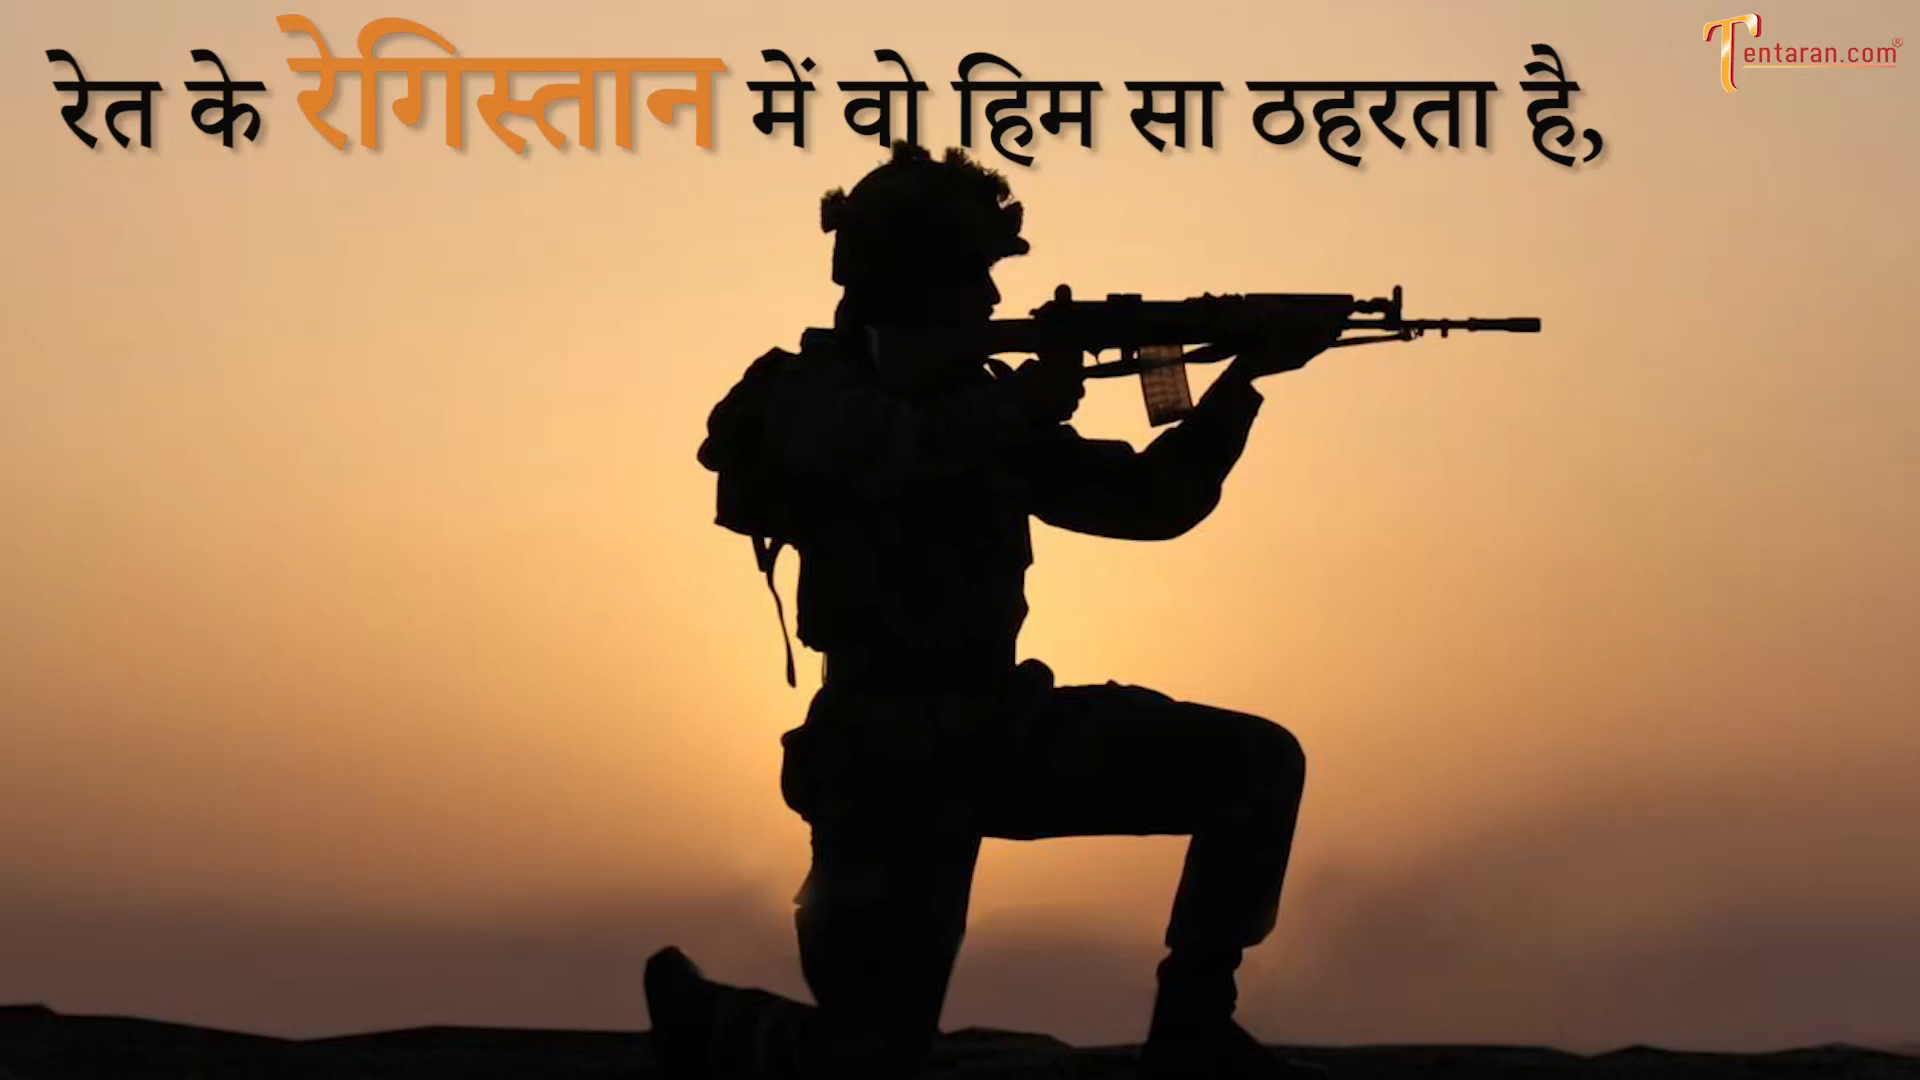 रेत के रेगिस्तान में वो हिम सा ठहरता है,
Tentaran.com®